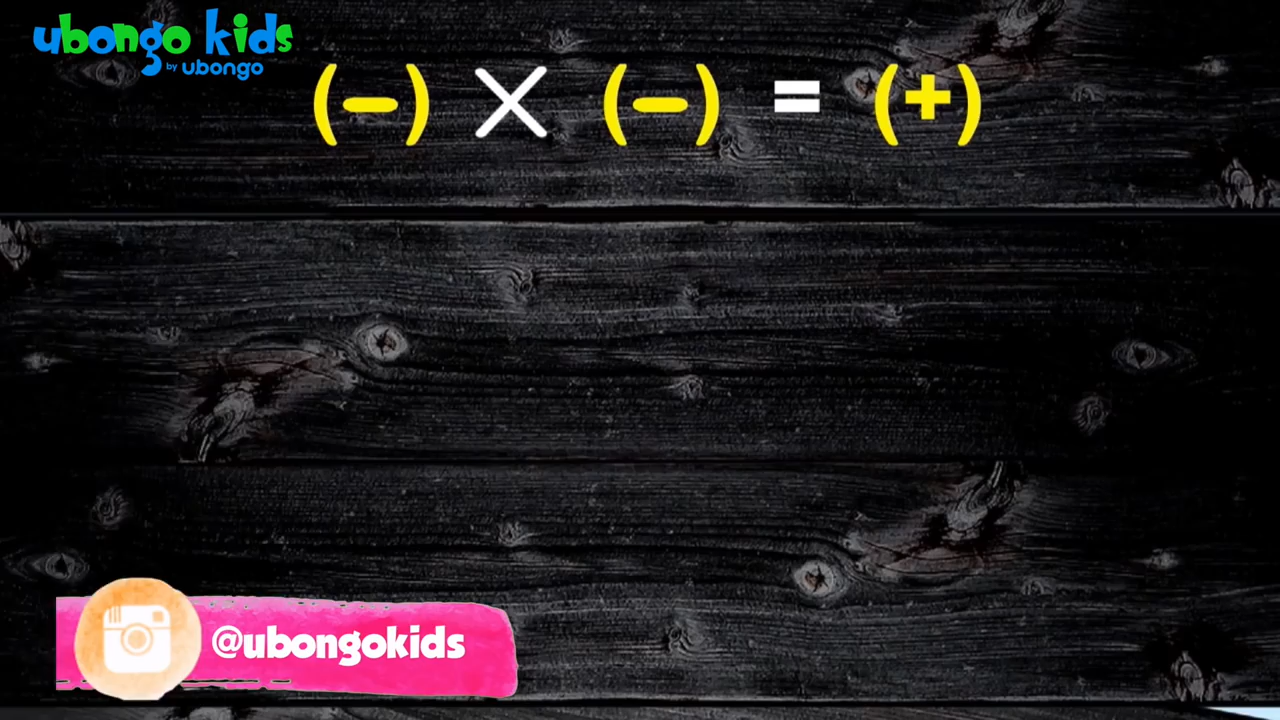 ubongo kids
by ubongo
(-) × (-) = (+)
@ubongokids